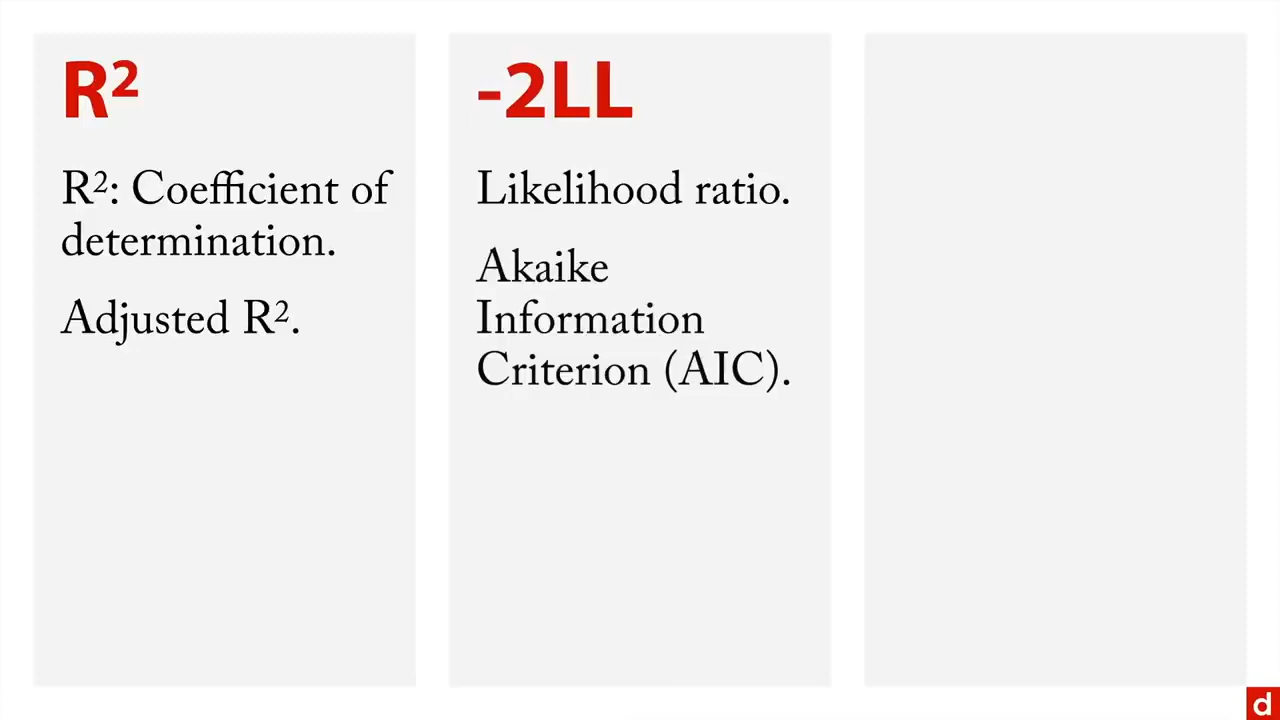 R²
R²: Coefficient of
determination.
Adjusted R².
-2LL
Likelihood ratio.
Akaike
Information
Criterion (AIC).
d